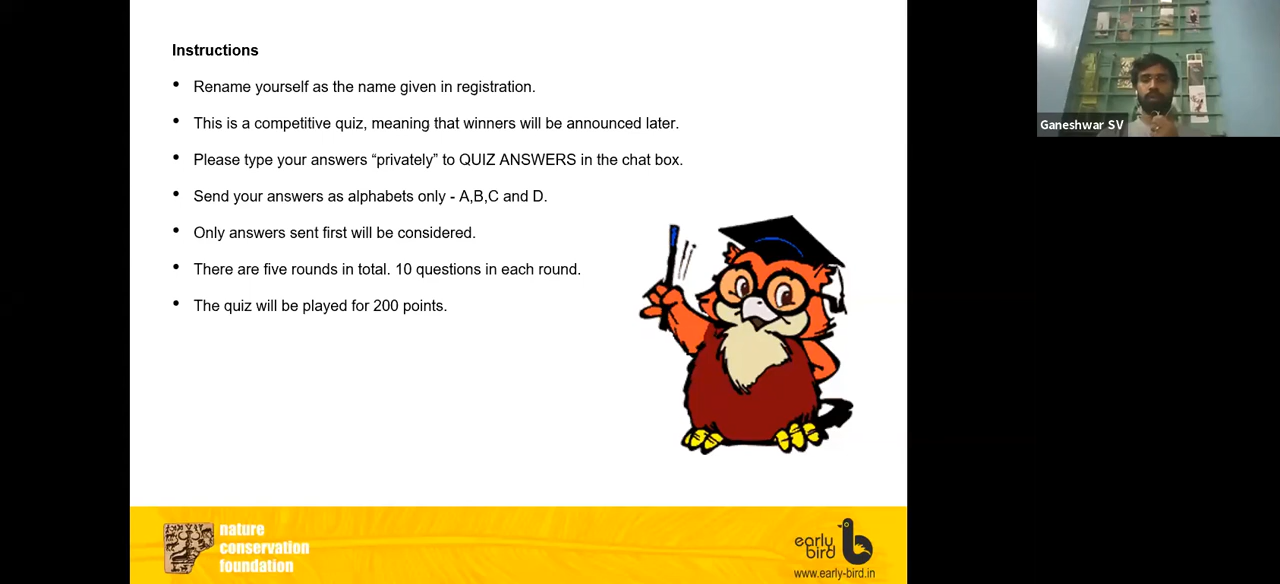 Instructions
• Rename yourself as the name given in registration.
• This is a competitive quiz, meaning that winners will be announced later.
• Please type your answers “privately” to QUIZ ANSWERS in the chat box.
• Send your answers as alphabets only - A,B,C and D.
• Only answers sent first will be considered.
• There are five rounds in total. 10 questions in each round.
• The quiz will be played for 200 points.
Ganeshwar SV
nature
conservation
foundation
early
bird
www.early-bird.in